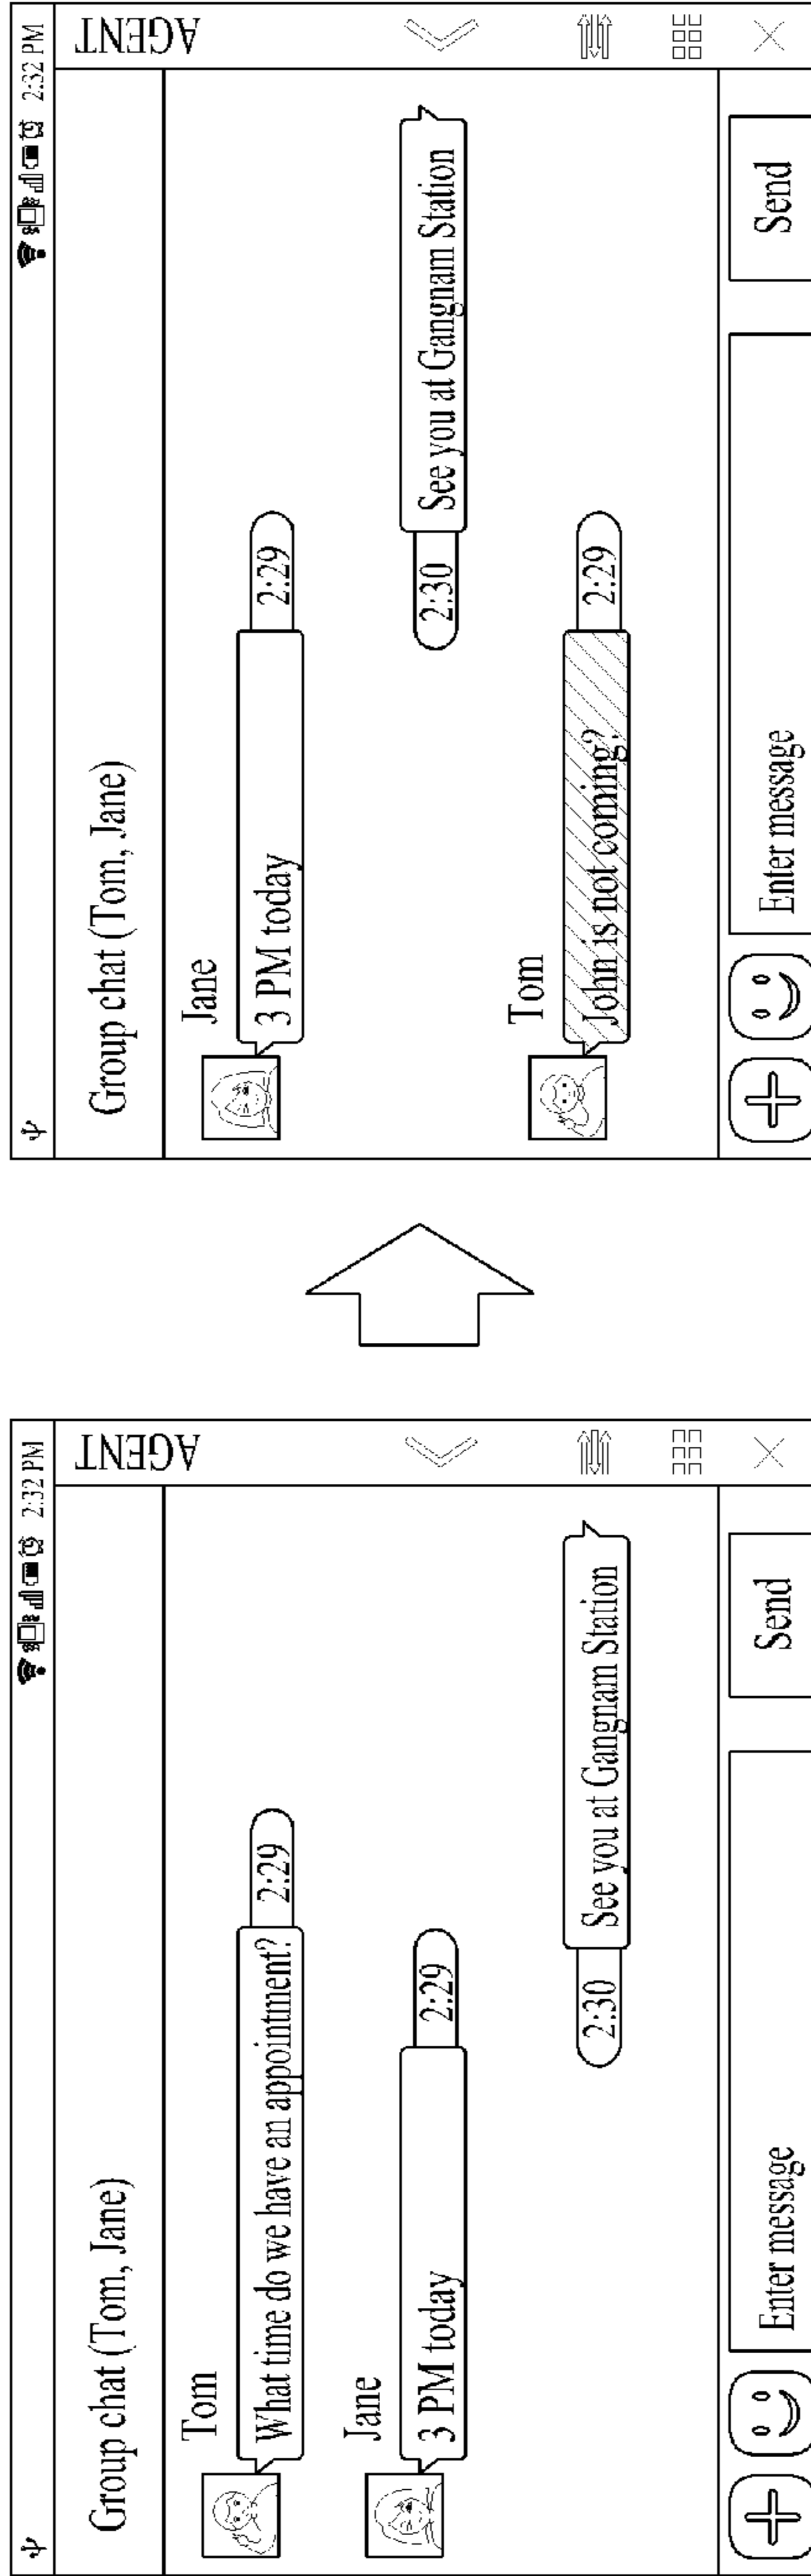 2:32 PM
Group chat (Tom, Jane)
AGENT
Tom
What time do we have an appointment?
2:29
Jane
3 PM today
2:29
2:30
See you at Gangnam Station
Enter message
Send
2:32 PM
Group chat (Tom, Jane)
AGENT
Jane
3 PM today
2:29
2:30
See you at Gangnam Station
Tom
John is not coming?
2:29
Enter message
Send